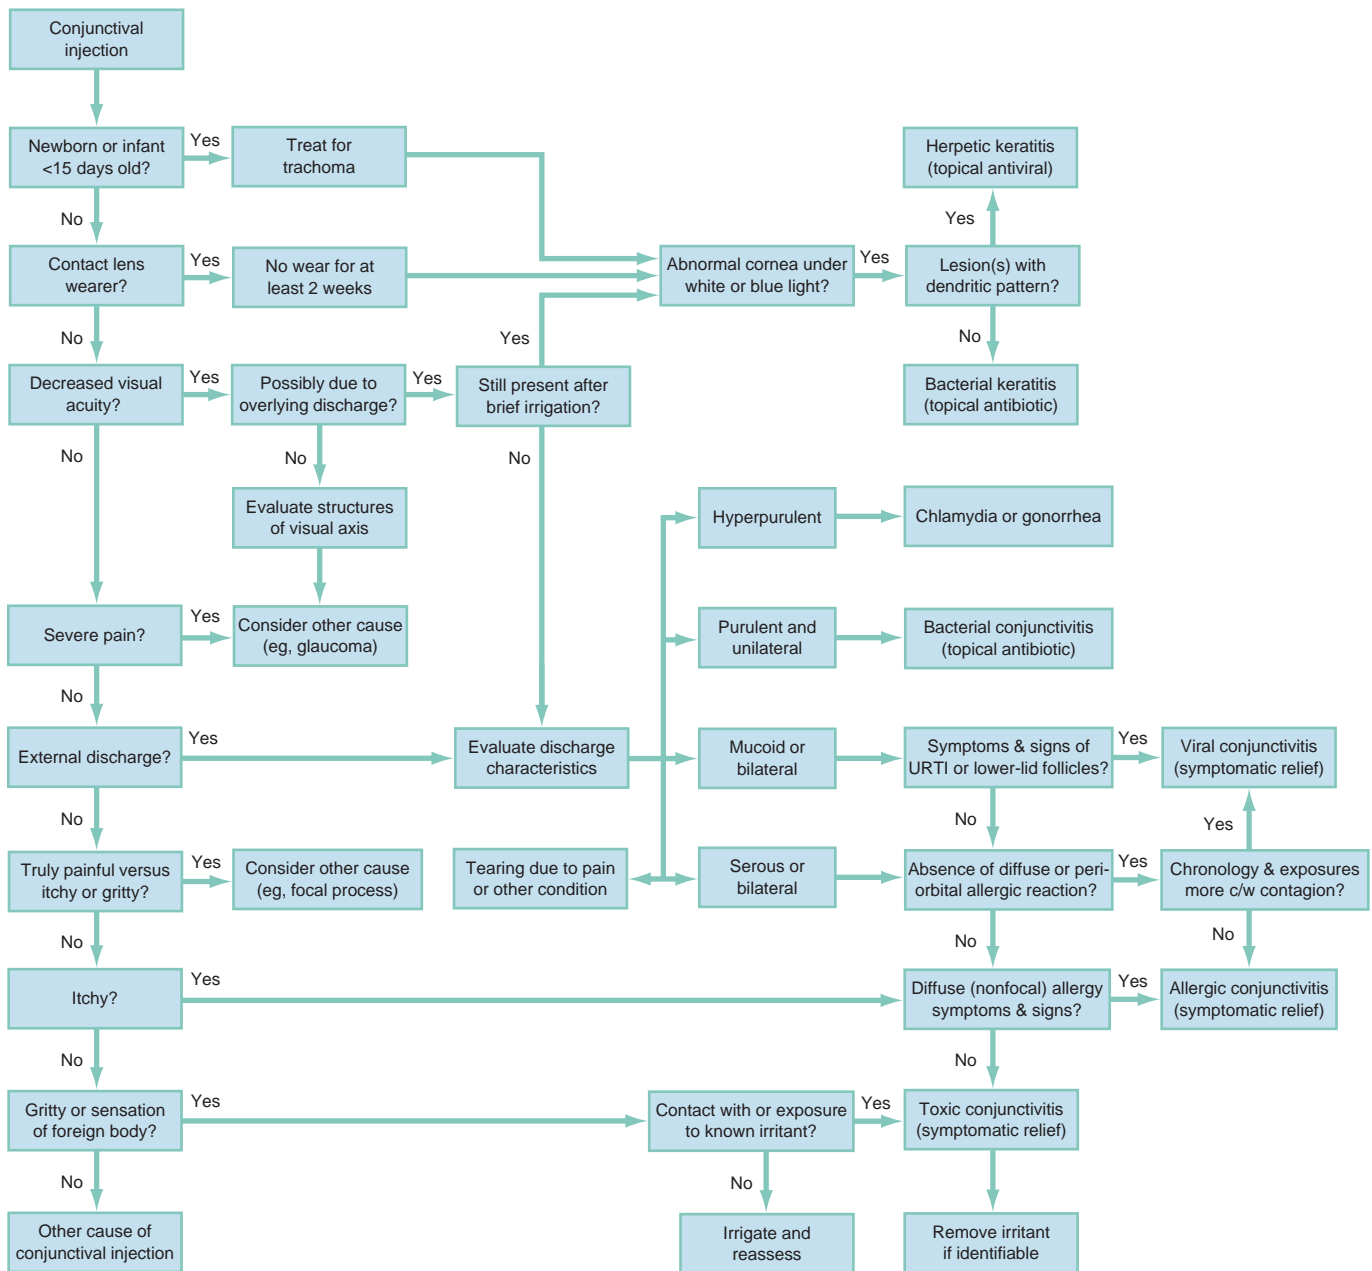 Conjunctival
injection
Newborn or infant
<15 days old?
Yes
Treat for
trachoma
Herpetic keratitis
(topical antiviral)
No
Yes
Contact lens
wearer?
Yes
No wear for at
least 2 weeks
Abnormal cornea under
white or blue light?
Yes
Lesion(s) with
dendritic pattern?
No
Yes
No
Decreased visual
acuity?
Yes
Possibly due to
overlying discharge?
Yes
Still present after
brief irrigation?
Bacterial keratitis
(topical antibiotic)
No
No
No
Evaluate structures
of visual axis
Hyperpurulent
Chlamydia or gonorrhea
Severe pain?
Yes
Consider other cause
(eg, glaucoma)
Purulent and
unilateral
Bacterial conjunctivitis
(topical antibiotic)
No
External discharge?
Yes
Evaluate discharge
characteristics
Mucoid or
bilateral
Symptoms & signs of
URTI or lower-lid follicles?
Yes
Viral conjunctivitis
(symptomatic relief)
No
No
Yes
Truly painful versus
itchy or gritty?
Yes
Consider other cause
(eg, focal process)
Tearing due to pain
or other condition
Serous or
bilateral
Absence of diffuse or peri-
orbital allergic reaction?
Yes
Chronology & exposures
more c/w contagion?
No
No
No
Itchy?
Yes
Diffuse (nonfocal) allergy
symptoms & signs?
Yes
Allergic conjunctivitis
(symptomatic relief)
No
No
Gritty or sensation
of foreign body?
Yes
Contact with or exposure
to known irritant?
Yes
Toxic conjunctivitis
(symptomatic relief)
No
No
Other cause of
conjunctival injection
Irrigate and
reassess
Remove irritant
if identifiable